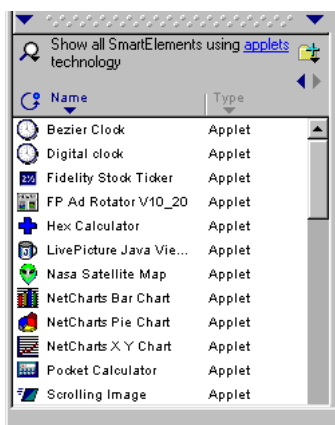 Show all SmartElements using applets
technology
Name Type
Bezier Clock Applet
Digital clock Applet
Fidelity Stock Ticker Applet
FP Ad Rotator V10_20 Applet
Hex Calculator Applet
LivePicture Java Vie... Applet
Nasa Satellite Map Applet
NetCharts Bar Chart Applet
NetCharts Pie Chart Applet
NetCharts X Y Chart Applet
Pocket Calculator Applet
Scrolling Image Applet